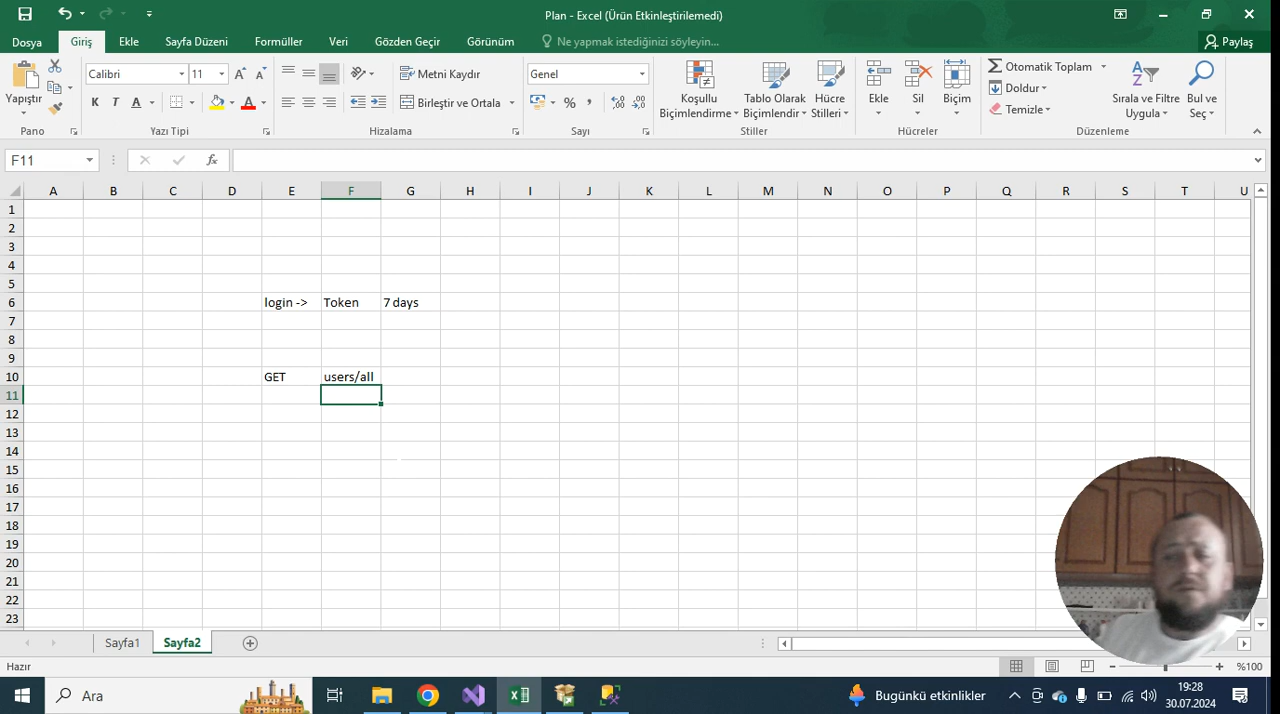 Plan - Excel (Ürün Etkinleştirilemedi)
Dosya Giriş Ekle Sayfa Düzeni Formüller Veri Gözden Geçir Görünüm Ne yapmak istediğinizi söyleyin... Paylaş
Yapıştır
Calibri 11
K T A
Metni Kaydır
Birleştir ve Ortala
Genel
% ,
Koşullu Biçimlendirme
Tablo Olarak Biçimlendir
Hücre Stilleri
Ekle Sil Biçim
Otomatik Toplam
Doldur
Temizle
Sırala ve Filtre Uygula
Bul ve Seç
Pano Yazı Tipi Hizalama Sayı Stiller Hücreler Düzenleme
F11 fx
A B C D E F G H I J K L M N O P Q R S T U
1
2
3
4
5
6 login -> Token 7 days
7
8
9
10 GET users/all
11
12
13
14
15
16
17
18
19
20
21
22
23
Sayfa1 Sayfa2
Hazır %100
Ara Bugünkü etkinlikler 19:28
30.07.2024